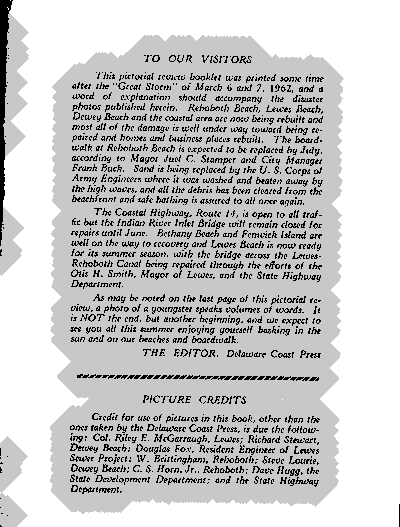 TO OUR VISITORS
This pictorial review booklet was printed some time
after the "Great Storm" of March 6 and 7, 1962, and a
word of explanation should accompany the disaster
photos published herein. Rehoboth Beach, Lewes Beach,
Dewey Beach and the coastal area are now being rebuilt and
most all of the damage is well under way toward being re-
paired and homes and business places rebuilt. The board-
walk at Rehoboth Beach is expected to be replaced by July,
according to Mayor Joel C. Stamper and City Manager
Frank Buck. Sand is being replaced by the U. S. Corps of
Army Engineers where it was washed and beaten away by
the high waves, and all the debris has been cleared from the
beachfront and safe bathing is assured to all once again.
The Coastal Highway, Route 14, is open to all traf-
fic but the Indian River Inlet Bridge will remain closed for
repairs until June. Bethany Beach and Fenwick Island are
well on the way to recovery and Lewes Beach is now ready
for its summer season, with the bridge across the Lewes-
Rehoboth Canal being repaired through the efforts of the
Otis H. Smith, Mayor of Lewes, and the State Highway
Department.
As may be noted on the last page of this pictorial re-
view, a photo of a youngster speaks volumes of words. It
is NOT the end, but another beginning, and we expect to
see you all this summer enjoying yourself basking in the
sun and on our beaches and boardwalk.
THE EDITOR, Delaware Coast Press
PICTURE CREDITS
Credit for use of pictures in this book, other than the
ones taken by the Delaware Coast Press, is due the follow-
ing: Col. Riley E. McGarraugh, Lewes; Richard Stewart,
Dewey Beach; Douglas Fox, Resident Engineer of Lewes
Sewer Project; W. Brittingham, Rehoboth; Steve Lourie,
Dewey Beach; C. S. Horn, Jr., Rehoboth; Dave Hugg, the
State Development Department; and the State Highway
Department.